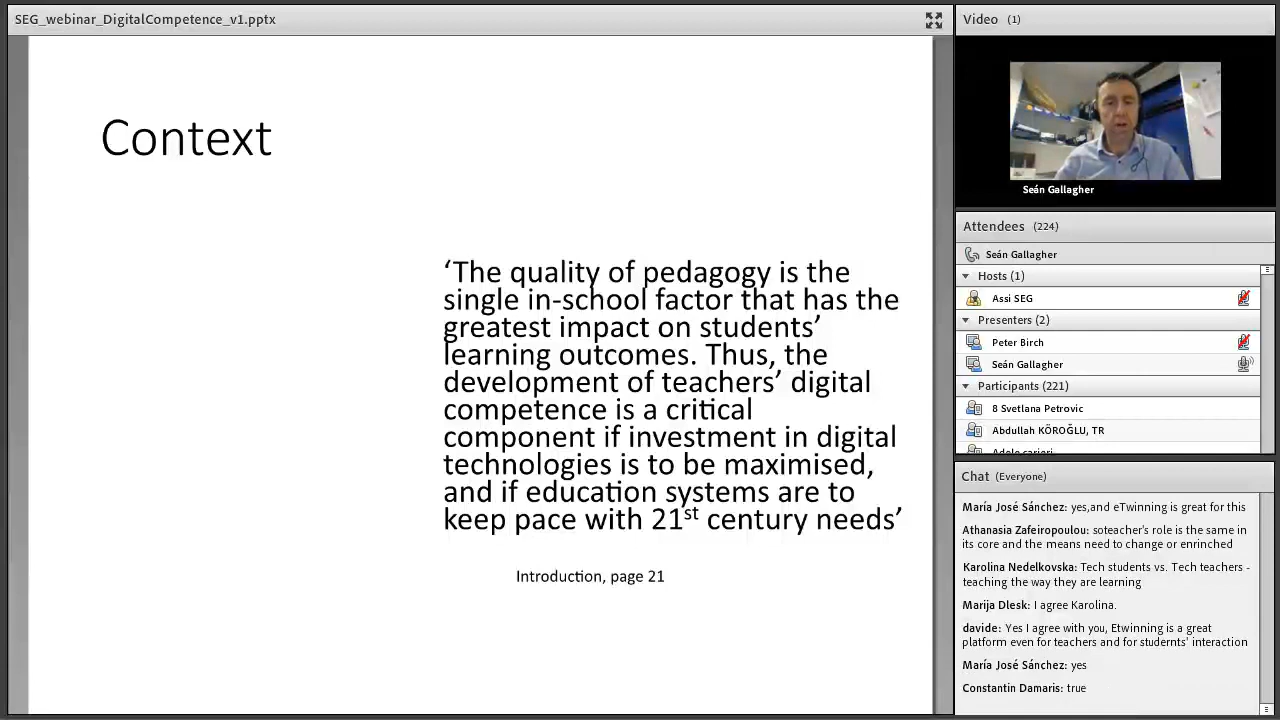 SEG_webinar_DigitalCompetence_v1.pptx
Context
‘The quality of pedagogy is the
single in-school factor that has the
greatest impact on students’
learning outcomes. Thus, the
development of teachers’ digital
competence is a critical
component if investment in digital
technologies is to be maximised,
and if education systems are to
keep pace with 21st century needs’
Introduction, page 21
Video (1)
Seán Gallagher
Attendees (224)
Seán Gallagher
Hosts (1)
Assi SEG
Presenters (2)
Peter Birch
Seán Gallagher
Participants (221)
8 Svetlana Petrovic
Abdullah KÖROĞLU, TR
Adele carieri
Chat (Everyone)
María José Sánchez: yes,and eTwinning is great for this
Athanasia Zafeiropoulou: soteacher's role is the same in
its core and the means need to change or enrinched
Karolina Nedelkovska: Tech students vs. Tech teachers -
teaching the way they are learning
Marija Dlesk: I agree Karolina.
davide: Yes I agree with you, Etwinning is a great
platform even for teachers and for studernts' interaction
María José Sánchez: yes
Constantin Damaris: true